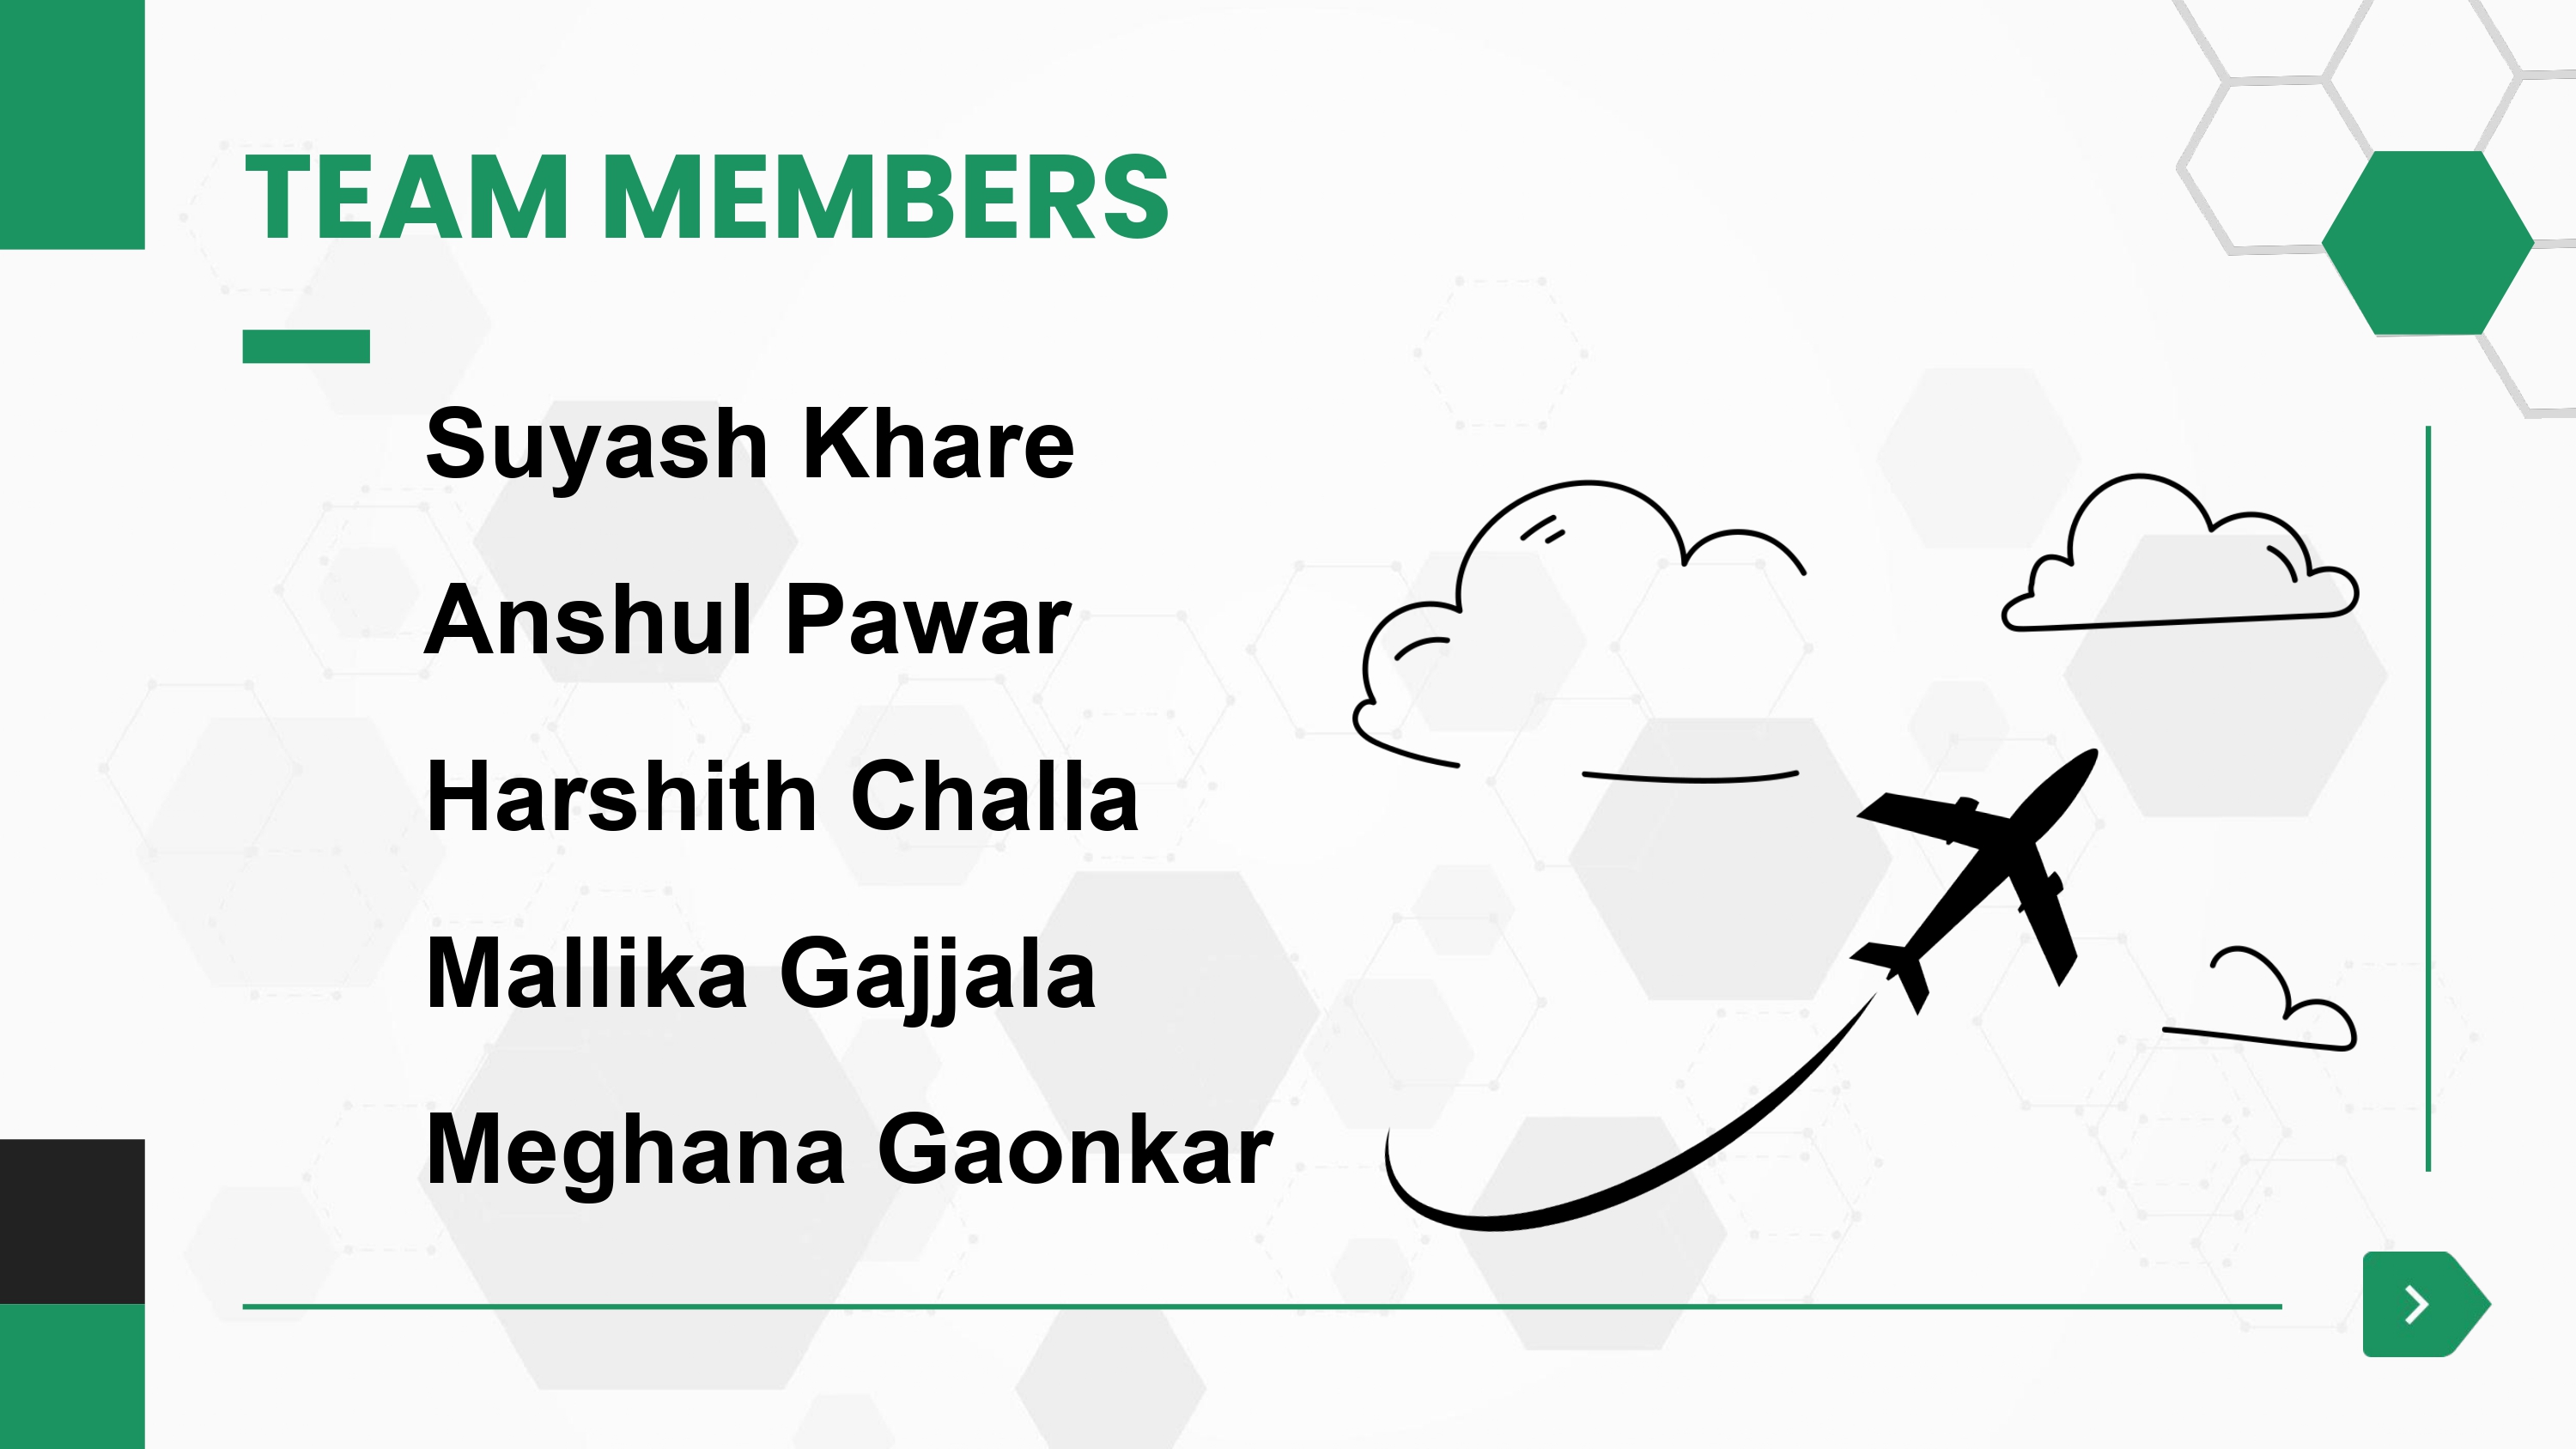 TEAM MEMBERS
Suyash Khare
Anshul Pawar
Harshith Challa
Mallika Gajjala
Meghana Gaonkar